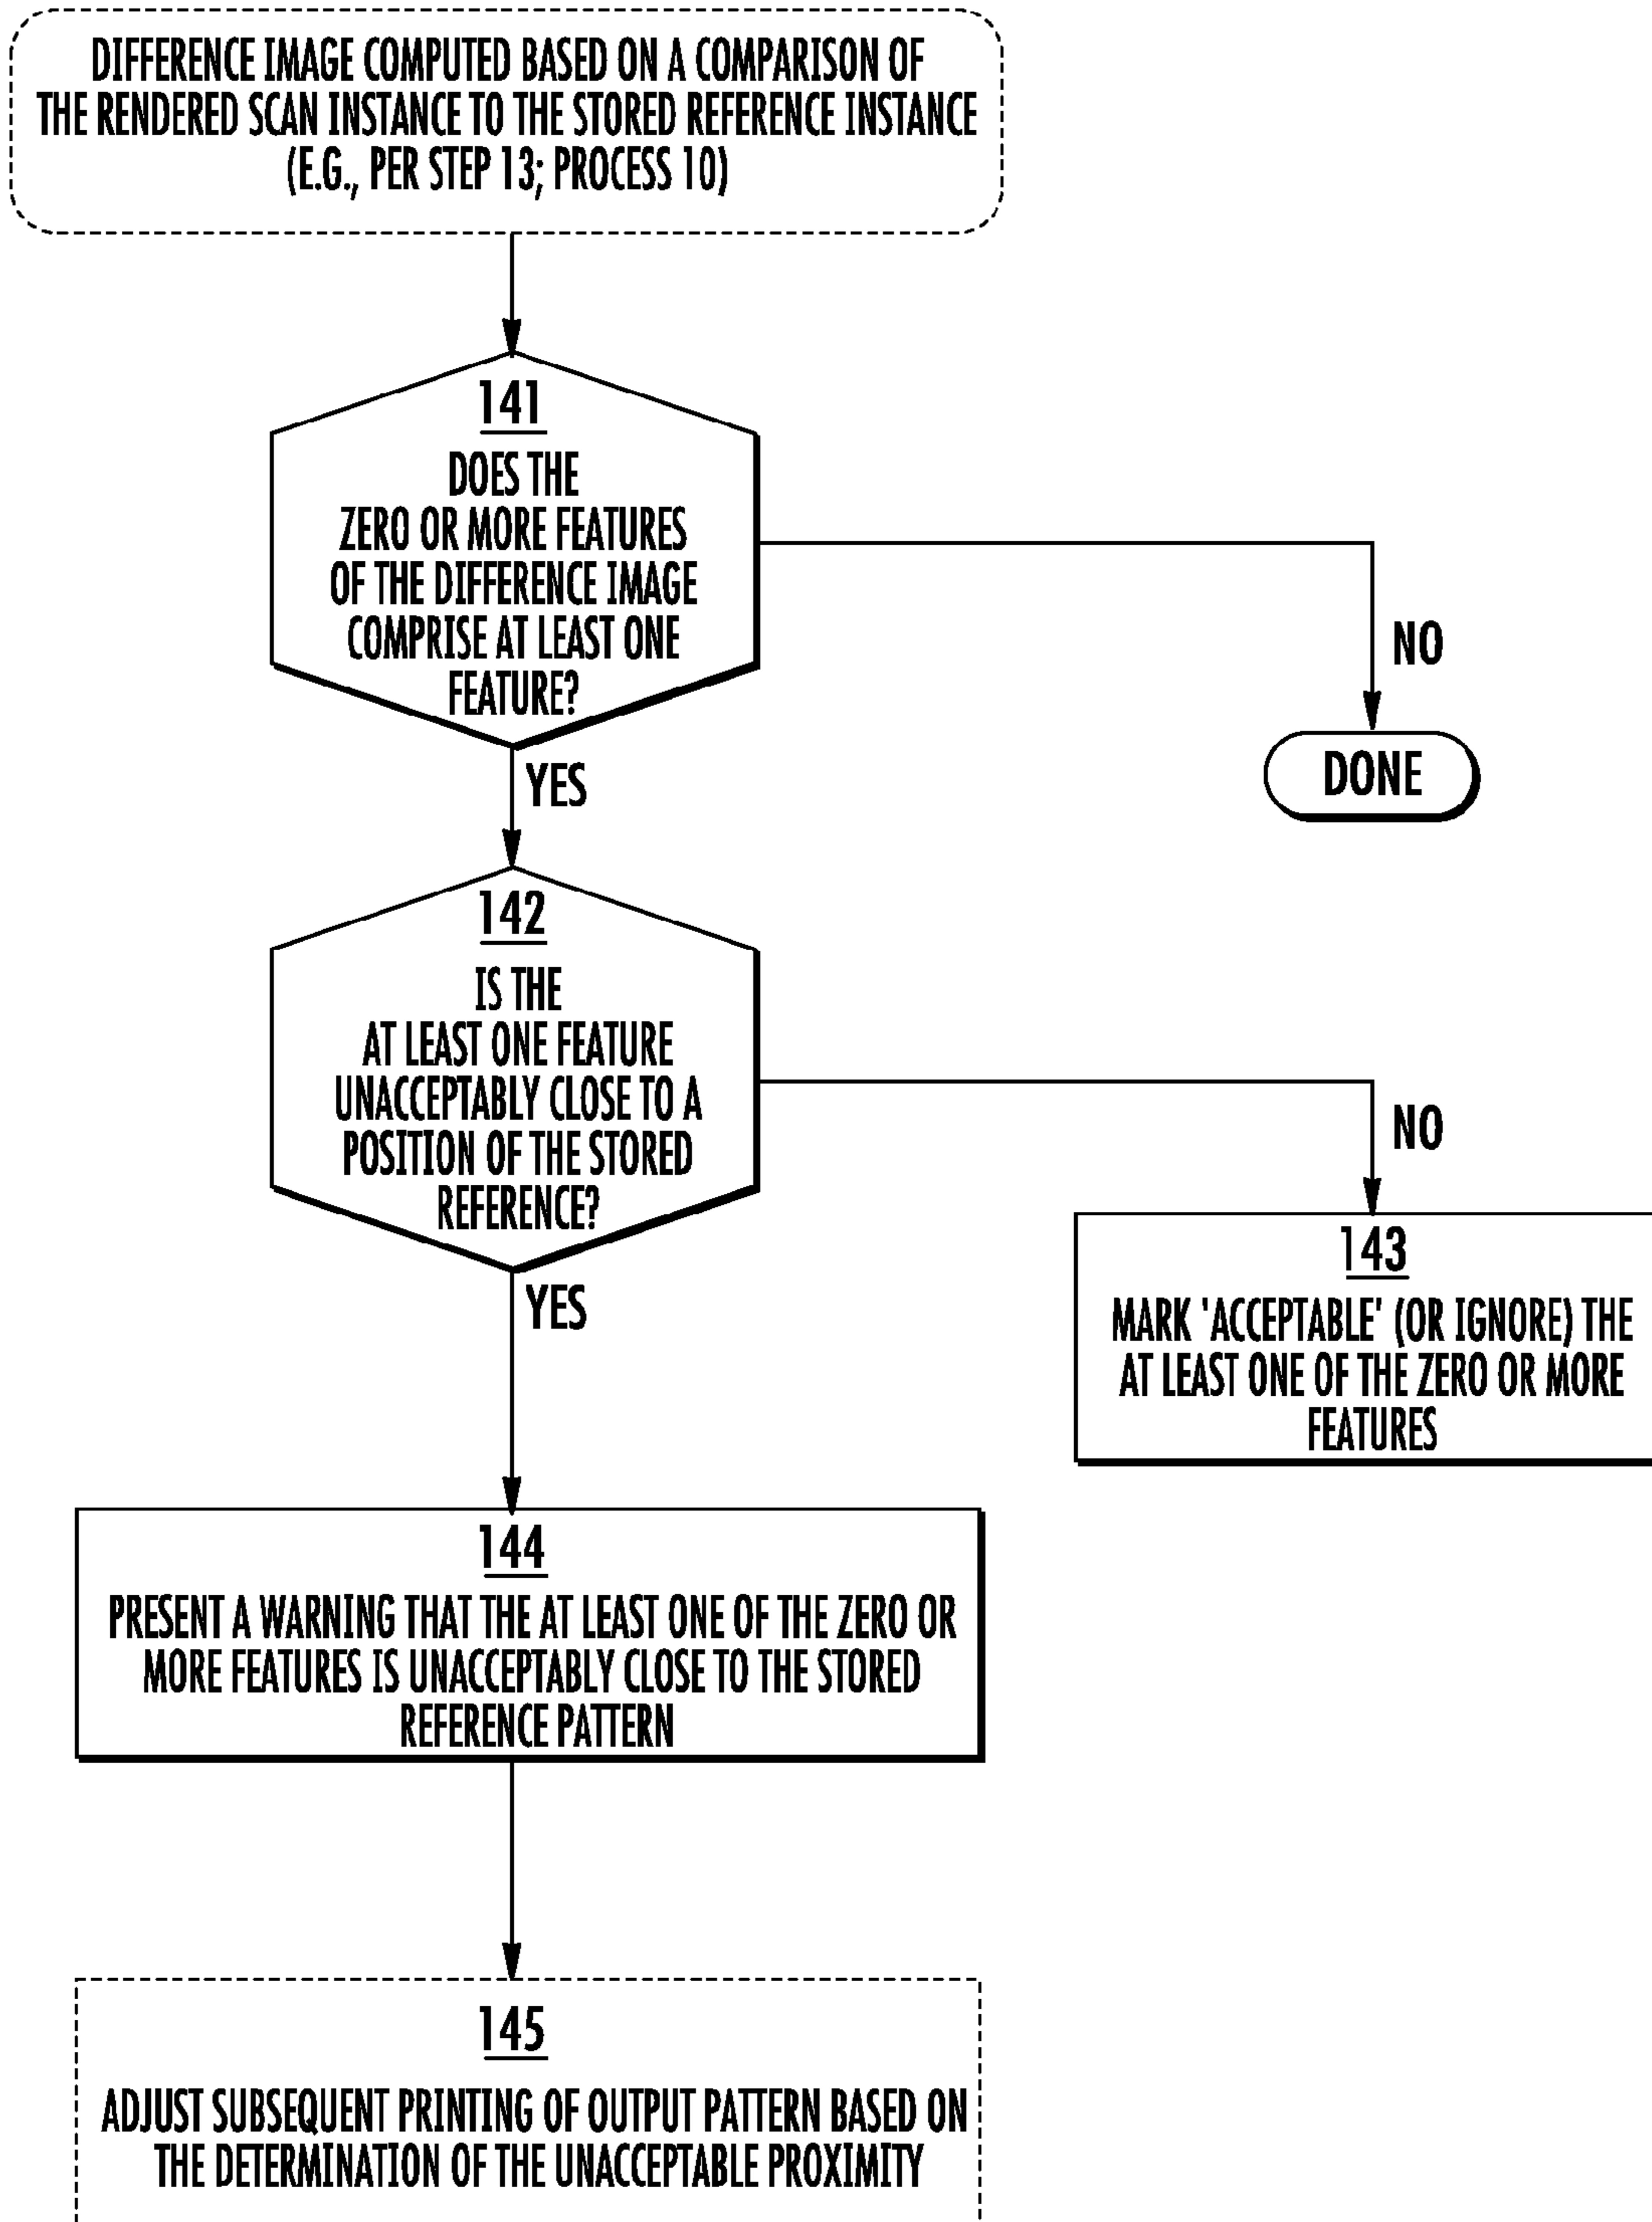 DIFFERENCE IMAGE COMPUTED BASED ON A COMPARISON OF
THE RENDERED SCAN INSTANCE TO THE STORED REFERENCE INSTANCE
(E.G., PER STEP 13; PROCESS 10)
141
DOES THE
ZERO OR MORE FEATURES
OF THE DIFFERENCE IMAGE
COMPRISE AT LEAST ONE
FEATURE?
NO
DONE
YES
142
IS THE
AT LEAST ONE FEATURE
UNACCEPTABLY CLOSE TO A
POSITION OF THE STORED
REFERENCE?
NO
143
MARK 'ACCEPTABLE' (OR IGNORE) THE
AT LEAST ONE OF THE ZERO OR MORE
FEATURES
YES
144
PRESENT A WARNING THAT THE AT LEAST ONE OF THE ZERO OR
MORE FEATURES IS UNACCEPTABLY CLOSE TO THE STORED
REFERENCE PATTERN
145
ADJUST SUBSEQUENT PRINTING OF OUTPUT PATTERN BASED ON
THE DETERMINATION OF THE UNACCEPTABLE PROXIMITY